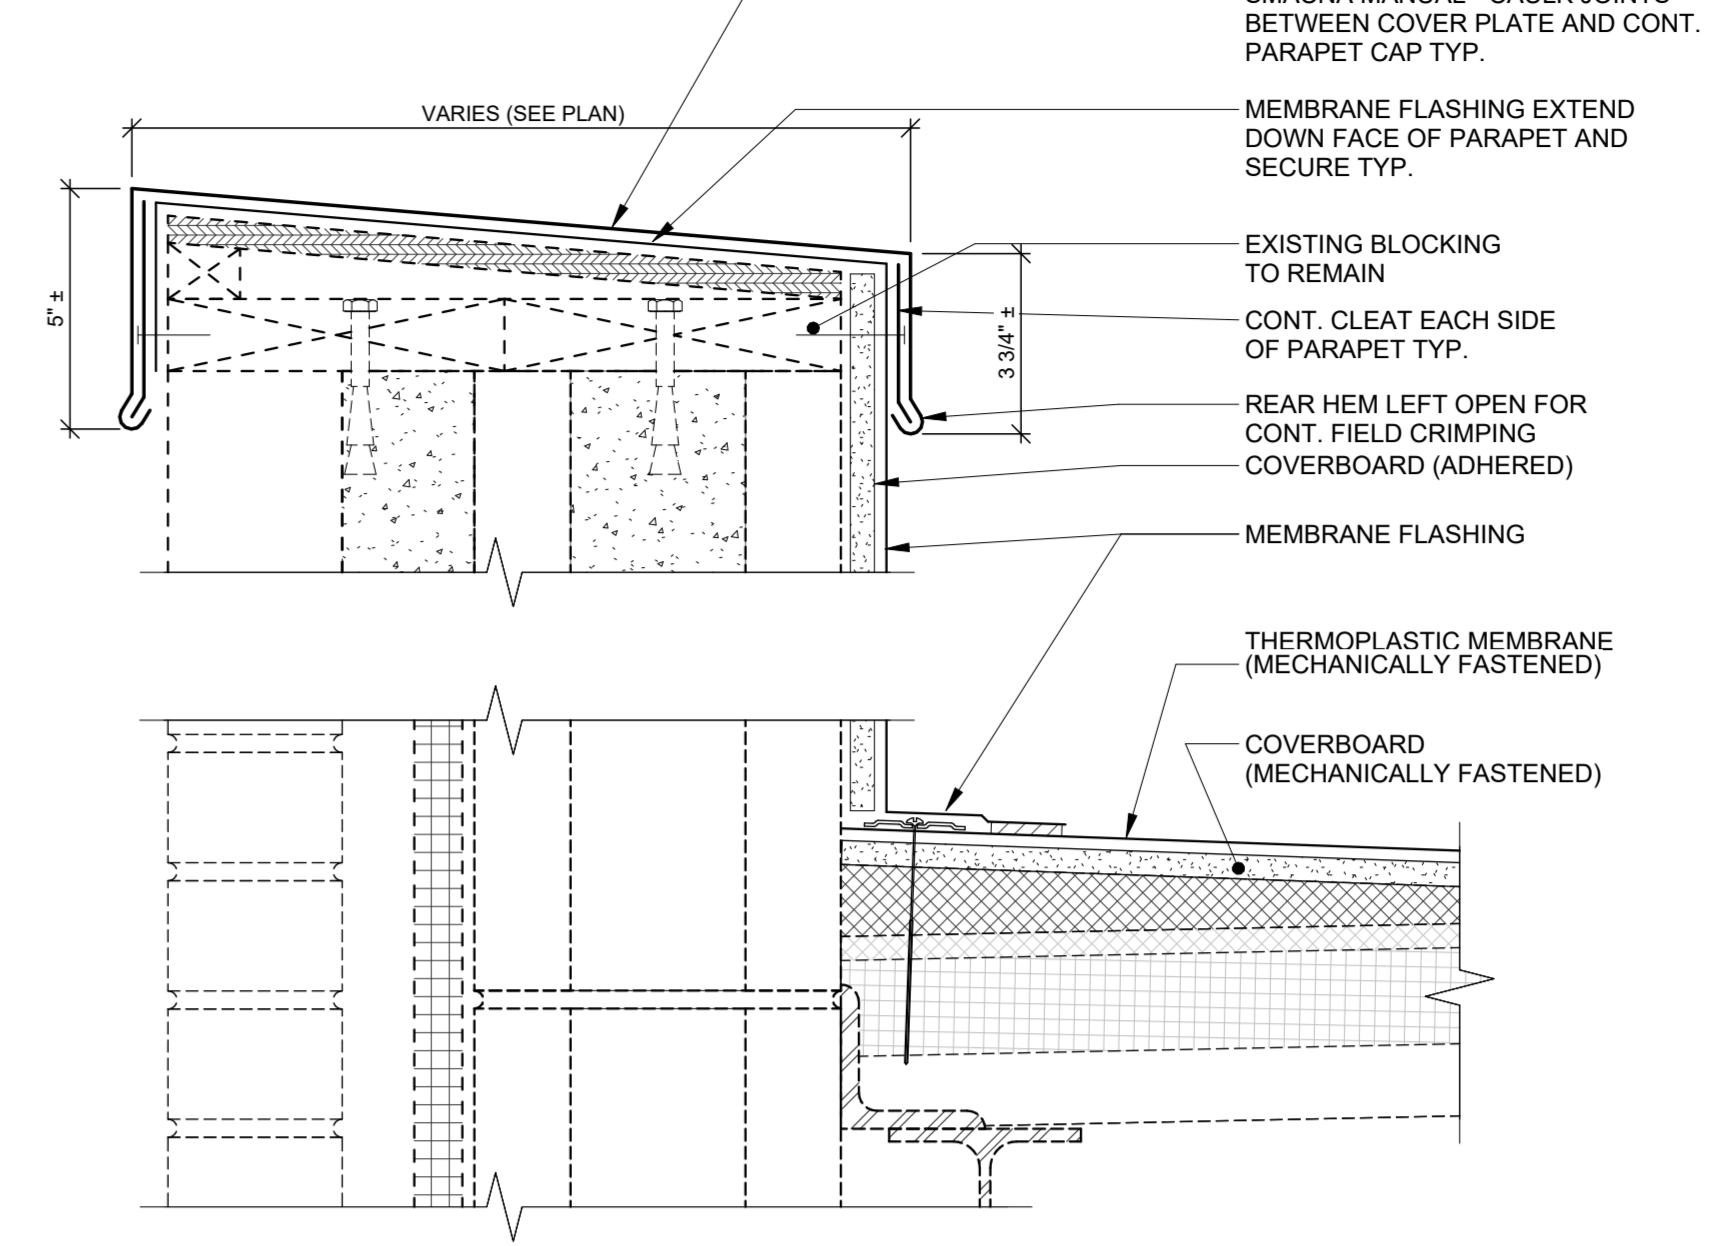 BETWEEN COVER PLATE AND CONT.
PARAPET CAP TYP.
VARIES (SEE PLAN)
MEMBRANE FLASHING EXTEND
DOWN FACE OF PARAPET AND
SECURE TYP.
5" ±
EXISTING BLOCKING
TO REMAIN
3 3/4" ±
CONT. CLEAT EACH SIDE
OF PARAPET TYP.
REAR HEM LEFT OPEN FOR
CONT. FIELD CRIMPING
COVERBOARD (ADHERED)
MEMBRANE FLASHING
THERMOPLASTIC MEMBRANE
(MECHANICALLY FASTENED)
COVERBOARD
(MECHANICALLY FASTENED)